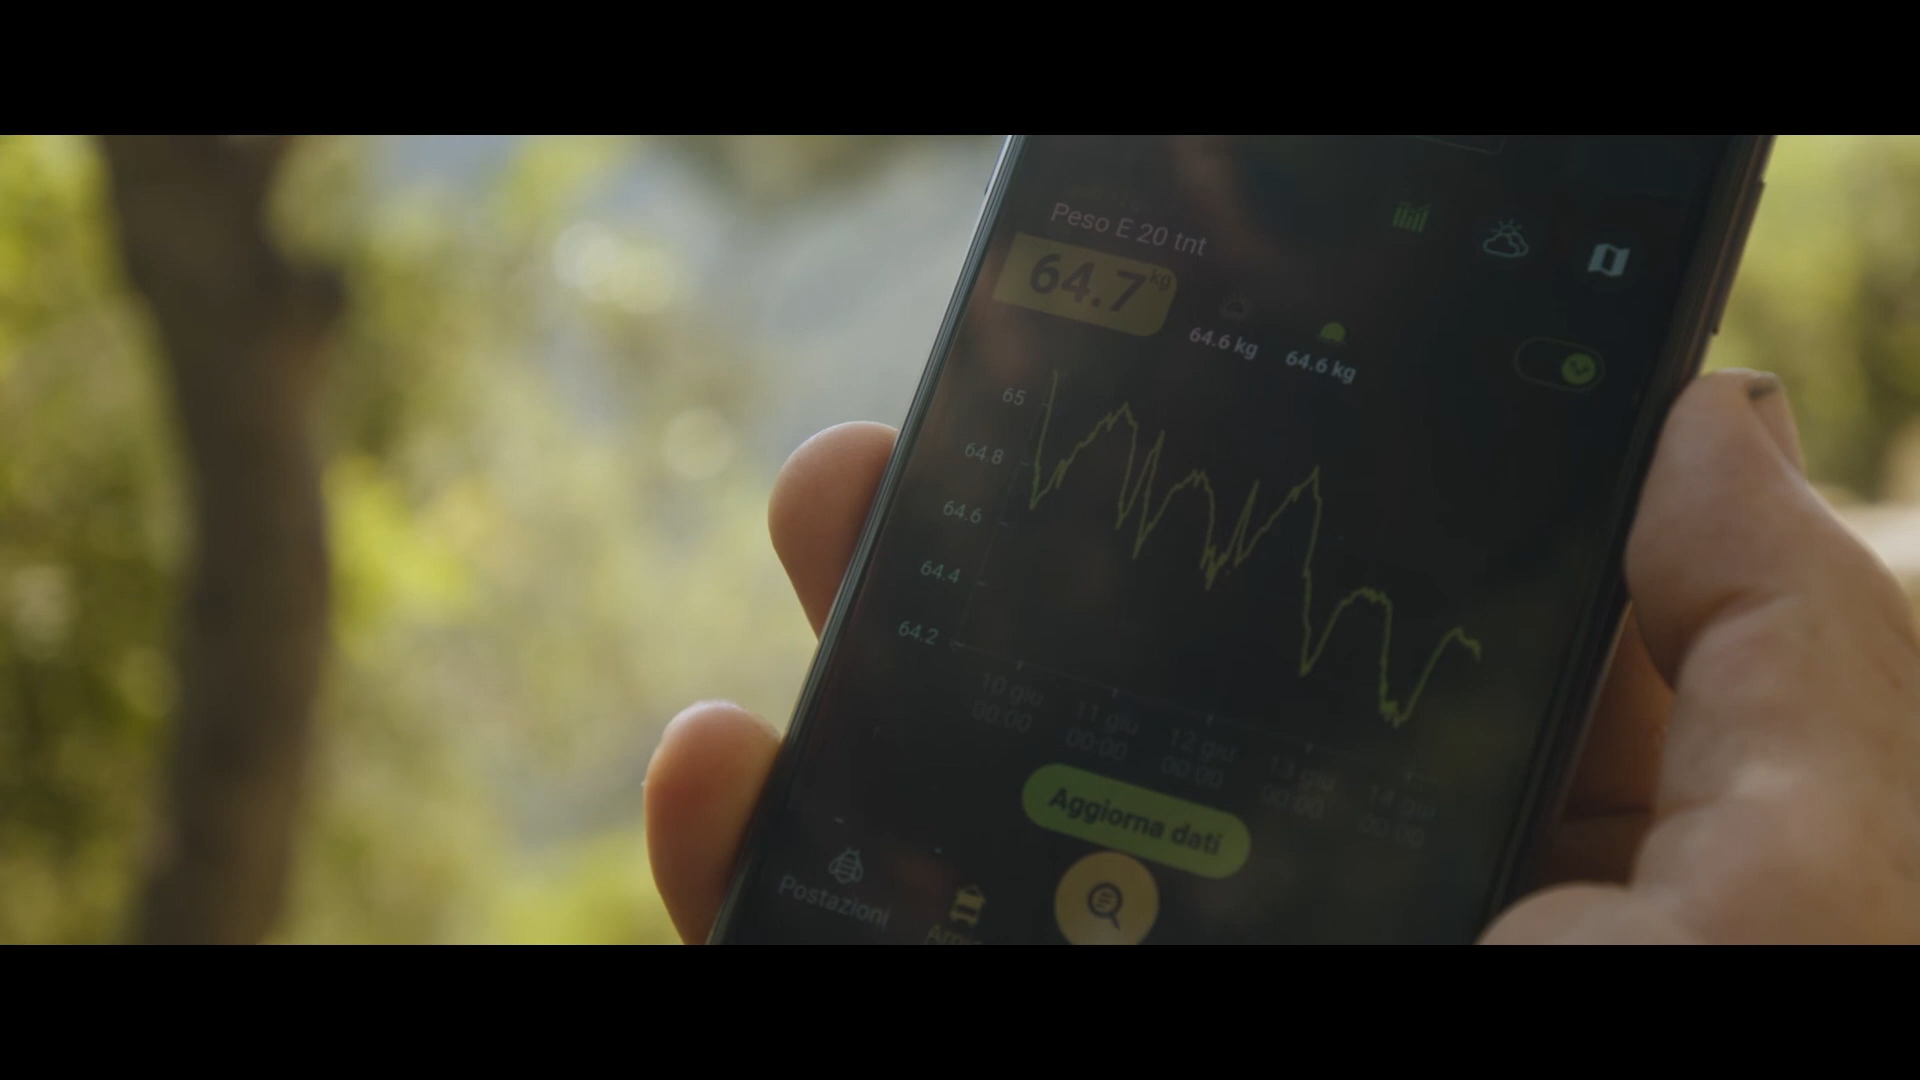 Peso E 20 tnt
64.7 kg
64.6 kg 64.6 kg
65
64.8
64.6
64.4
64.2
10 giu 11 giu 12 giu 13 giu 14 giu
00:00 00:00 00:00 00:00 00:00
Aggiorna dati
Postazioni